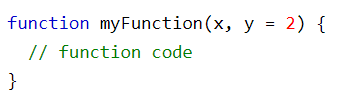 function myFunction(x, y = 2) {
  // function code
}